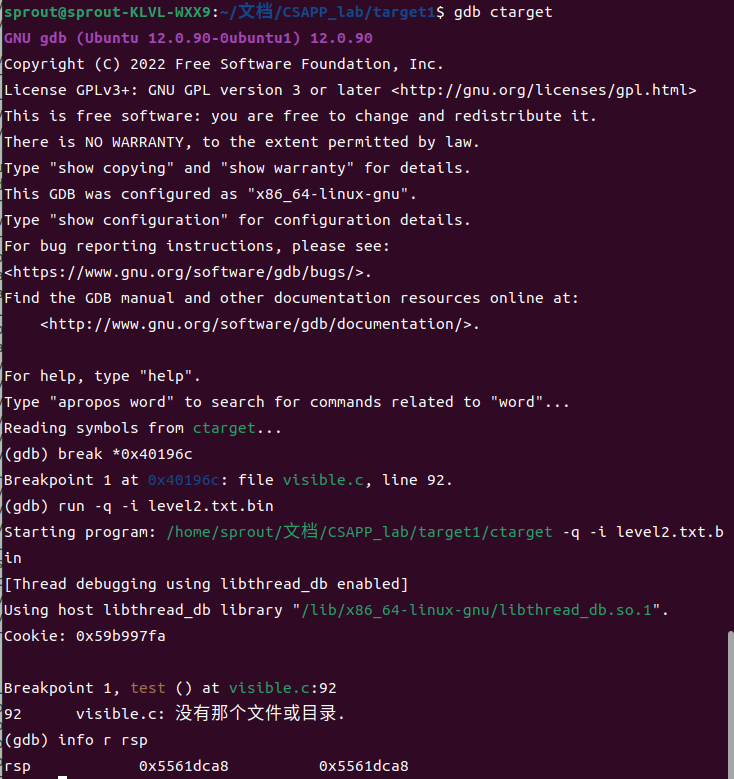 sprout@sprout-KLVL-WXX9:~/文档/CSAPP_lab/target1$ gdb ctarget
GNU gdb (Ubuntu 12.0.90-0ubuntu1) 12.0.90
Copyright (C) 2022 Free Software Foundation, Inc.
License GPLv3+: GNU GPL version 3 or later <http://gnu.org/licenses/gpl.html>
This is free software: you are free to change and redistribute it.
There is NO WARRANTY, to the extent permitted by law.
Type "show copying" and "show warranty" for details.
This GDB was configured as "x86_64-linux-gnu".
Type "show configuration" for configuration details.
For bug reporting instructions, please see:
<https://www.gnu.org/software/gdb/bugs/>.
Find the GDB manual and other documentation resources online at:
    <http://www.gnu.org/software/gdb/documentation/>.

For help, type "help".
Type "apropos word" to search for commands related to "word"...
Reading symbols from ctarget...
(gdb) break *0x40196c
Breakpoint 1 at 0x40196c: file visible.c, line 92.
(gdb) run -q -i level2.txt.bin
Starting program: /home/sprout/文档/CSAPP_lab/target1/ctarget -q -i level2.txt.b
in
[Thread debugging using libthread_db enabled]
Using host libthread_db library "/lib/x86_64-linux-gnu/libthread_db.so.1".
Cookie: 0x59b997fa

Breakpoint 1, test () at visible.c:92
92      visible.c: 没有那个文件或目录.
(gdb) info r rsp
rsp            0x5561dca8          0x5561dca8